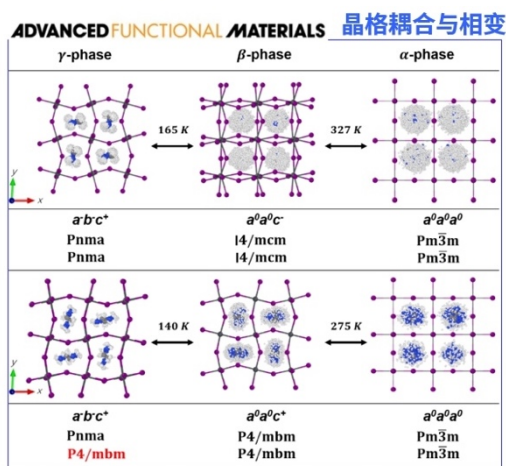 ADVANCED FUNCTIONAL MATERIALS 晶格耦合与相变
γ-phase β-phase α-phase
165 K 327 K
y
x
a⁻b⁻c⁺ a⁰a⁰c⁻ a⁰a⁰a⁰
Pnma I4/mcm Pm3̅m
Pnma I4/mcm Pm3̅m
140 K 275 K
y
x
a⁻b⁻c⁺ a⁰a⁰c⁺ a⁰a⁰a⁰
Pnma P4/mbm Pm3̅m
P4/mbm P4/mbm Pm3̅m